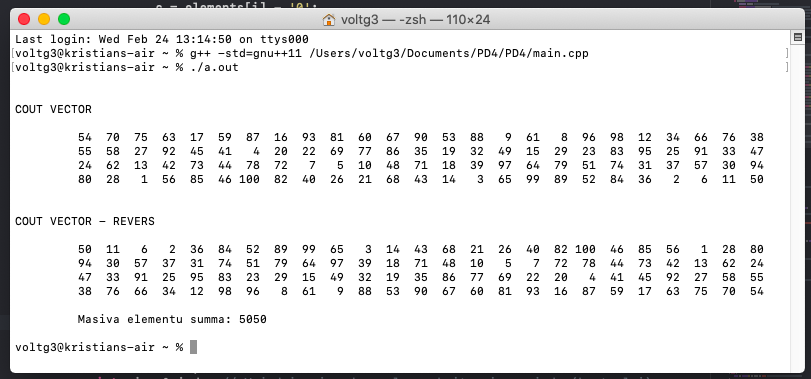 c = elements[i] - '0';
voltg3 — -zsh — 110×24
Last login: Wed Feb 24 13:14:50 on ttys000
[voltg3@kristians-air ~ % g++ -std=gnu++11 /Users/voltg3/Documents/PD4/PD4/main.cpp ]
[voltg3@kristians-air ~ % ./a.out ]
COUT VECTOR
54 70 75 63 17 59 87 16 93 81 60 67 90 53 88 9 61 8 96 98 12 34 66 76 38
55 58 27 92 45 41 4 20 22 69 77 86 35 19 32 49 15 29 23 83 95 25 91 33 47
24 62 13 42 73 44 78 72 7 5 10 48 71 18 39 97 64 79 51 74 31 37 57 30 94
80 28 1 56 85 46 100 82 40 26 21 68 43 14 3 65 99 89 52 84 36 2 6 11 50
COUT VECTOR - REVERS
50 11 6 2 36 84 52 89 99 65 3 14 43 68 21 26 40 82 100 46 85 56 1 28 80
94 30 57 37 31 74 51 79 64 97 39 18 71 48 10 5 7 72 78 44 73 42 13 62 24
47 33 91 25 95 83 23 29 15 49 32 19 35 86 77 69 22 20 4 41 45 92 27 58 55
38 76 66 34 12 98 96 8 61 9 88 53 90 67 60 81 93 16 87 59 17 63 75 70 54
Masiva elementu summa: 5050
voltg3@kristians-air ~ %